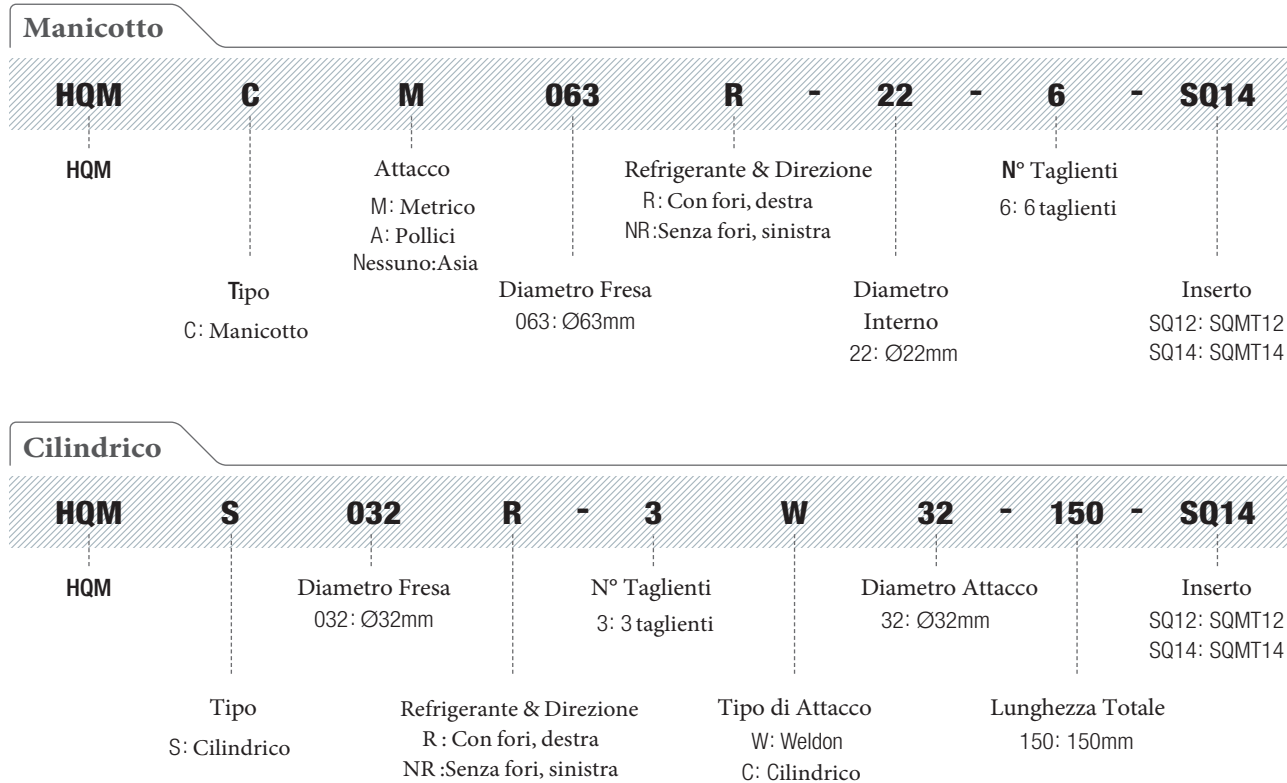 Manicotto
HQM C M 063 R - 22 - 6 - SQ14
HQM
Attacco
M: Metrico
A: Pollici
Nessuno:Asia
Refrigerante & Direzione
R: Con fori, destra
NR:Senza fori, sinistra
N° Taglienti
6: 6 taglienti
Tipo
C: Manicotto
Diametro Fresa
063: Ø63mm
Diametro
Interno
22: Ø22mm
Inserto
SQ12: SQMT12
SQ14: SQMT14
Cilindrico
HQM S 032 R - 3 W 32 - 150 - SQ14
HQM
Diametro Fresa
032: Ø32mm
N° Taglienti
3: 3 taglienti
Diametro Attacco
32: Ø32mm
Inserto
SQ12: SQMT12
SQ14: SQMT14
Tipo
S: Cilindrico
Refrigerante & Direzione
R : Con fori, destra
NR :Senza fori, sinistra
Tipo di Attacco
W: Weldon
C: Cilindrico
Lunghezza Totale
150: 150mm